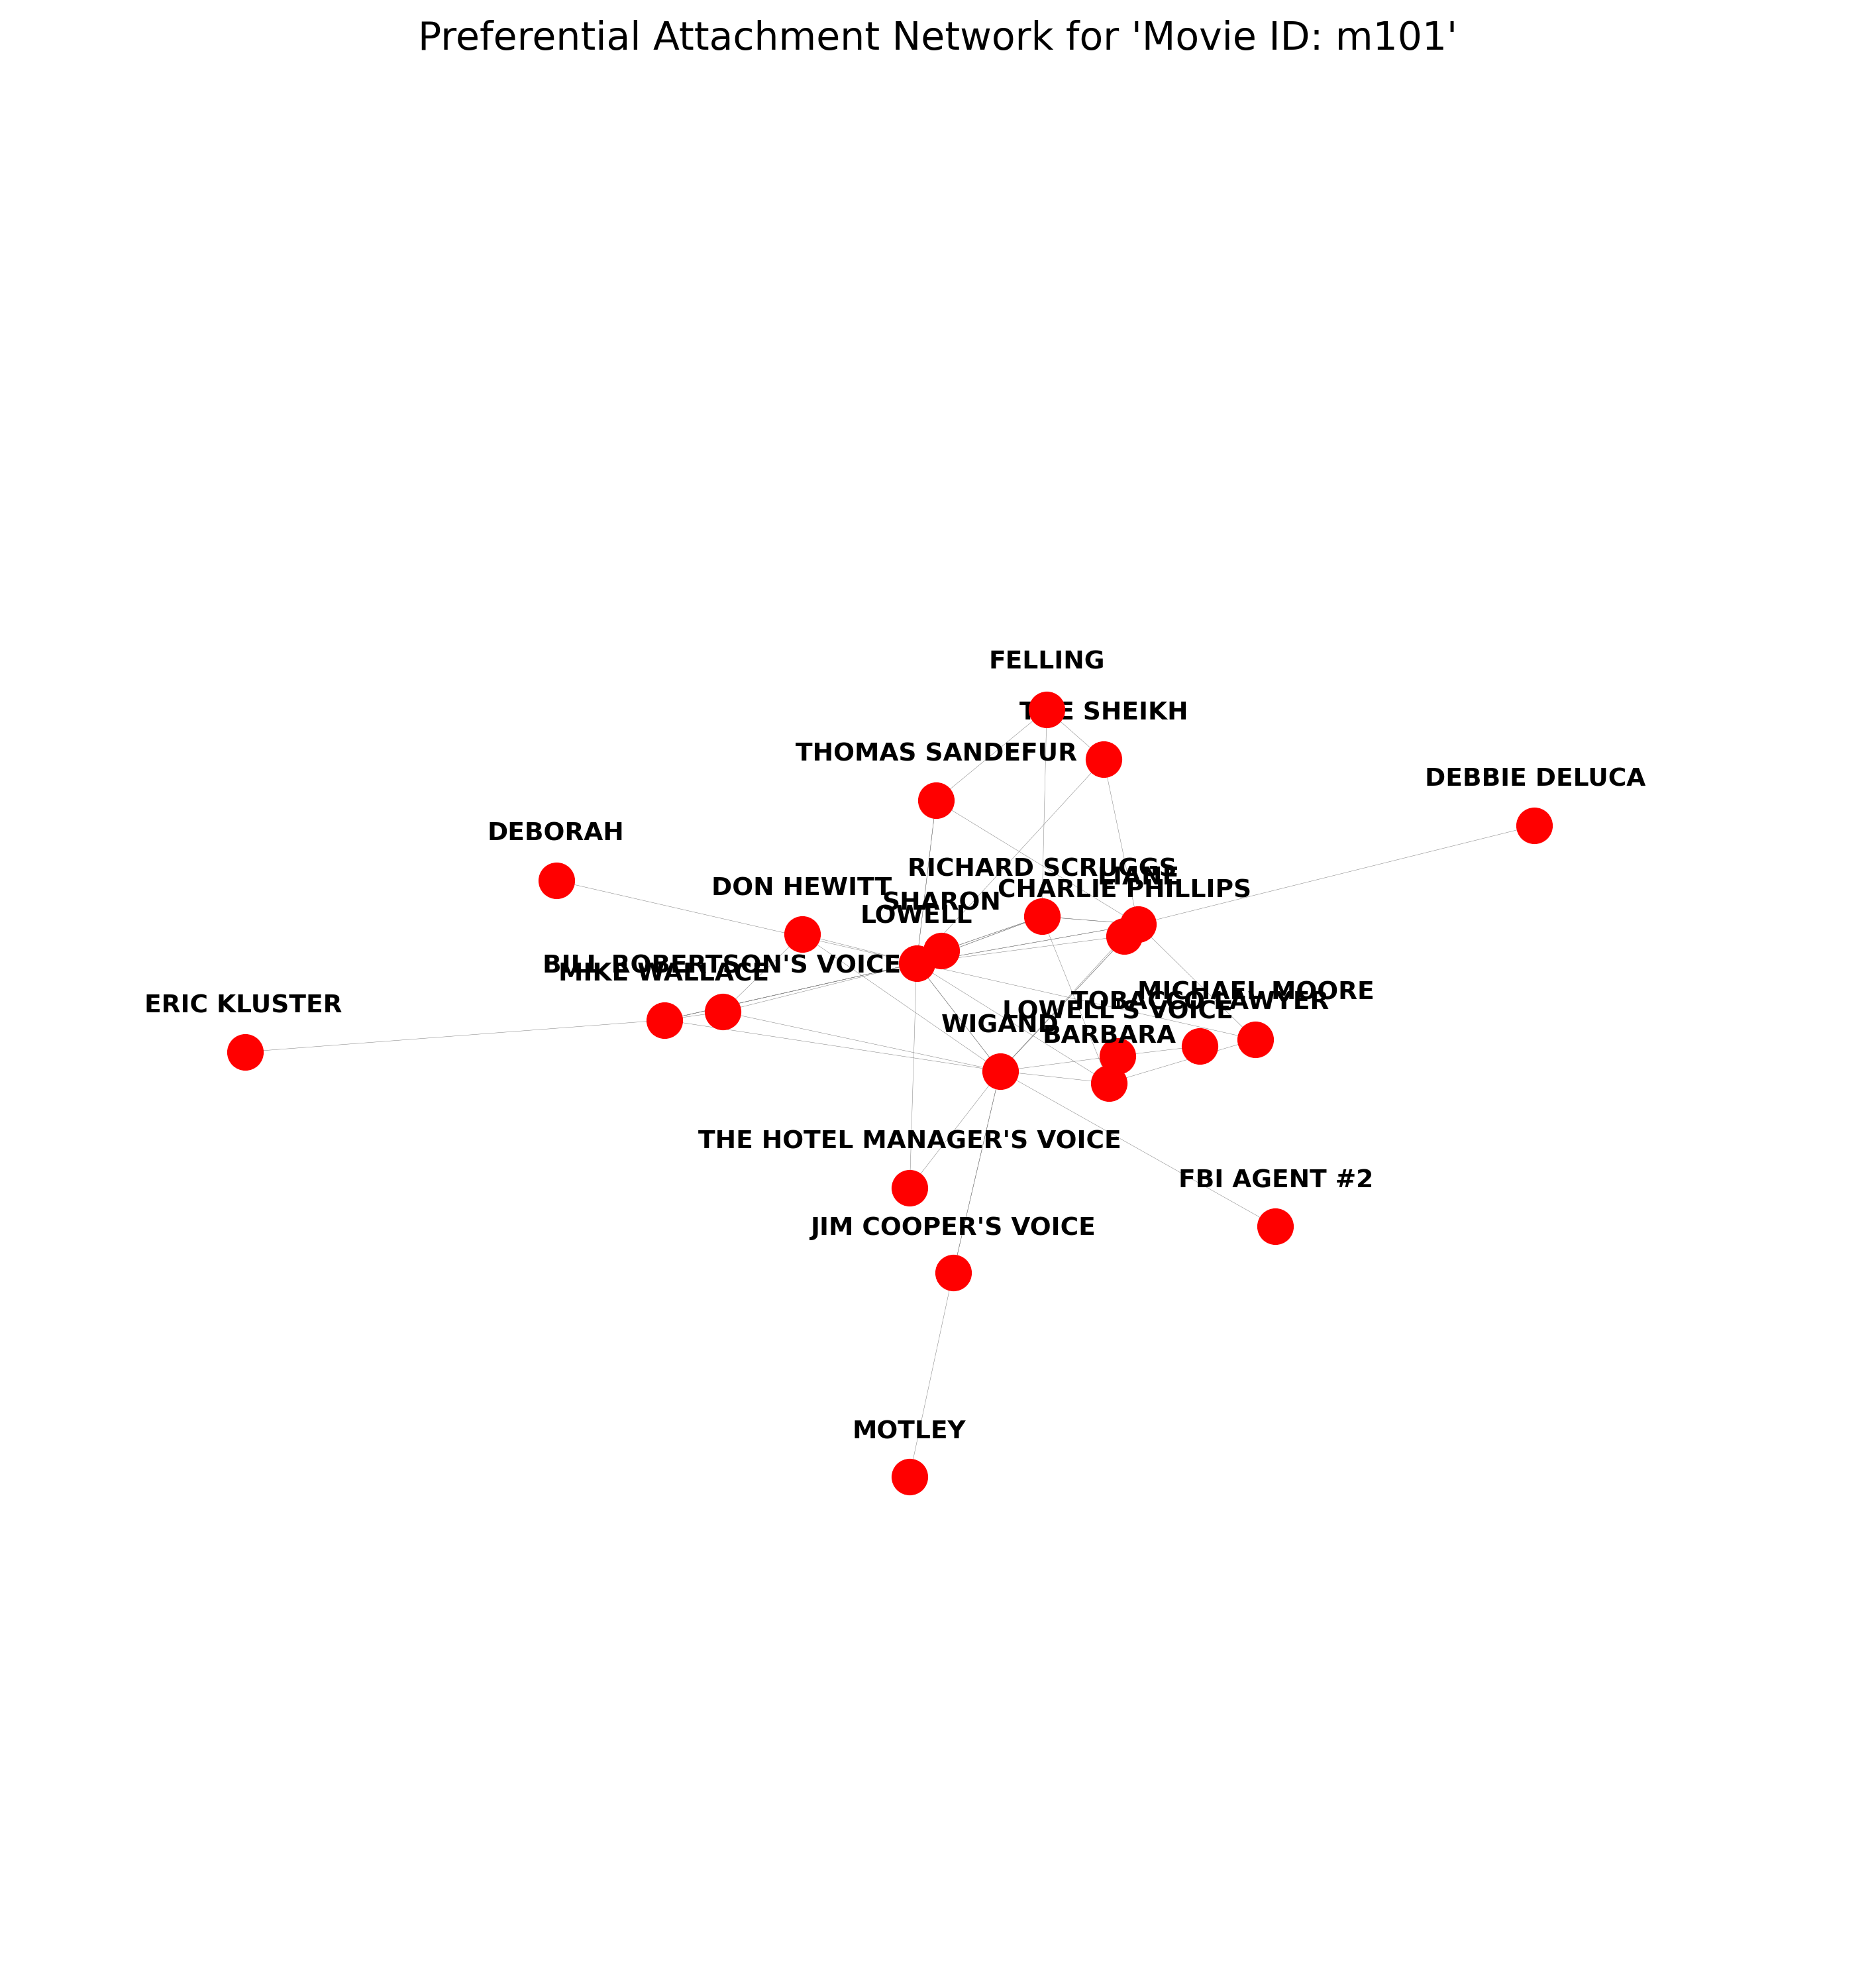 Preferential Attachment Network for 'Movie ID: m101'
FELLING
THE SHEIKH
THOMAS SANDEFUR
DEBBIE DELUCA
DEBORAH
RICHARD SCRUGGS
LIANE
DON HEWITT
CHARLIE PHILLIPS
SHARON
LOWELL
BILL ROBERTSON'S VOICE
MIKE WALLACE
MICHAEL MOORE
TOBACCO LAWYER
ERIC KLUSTER
LOWELL'S VOICE
WIGAND
BARBARA
THE HOTEL MANAGER'S VOICE
FBI AGENT #2
JIM COOPER'S VOICE
MOTLEY